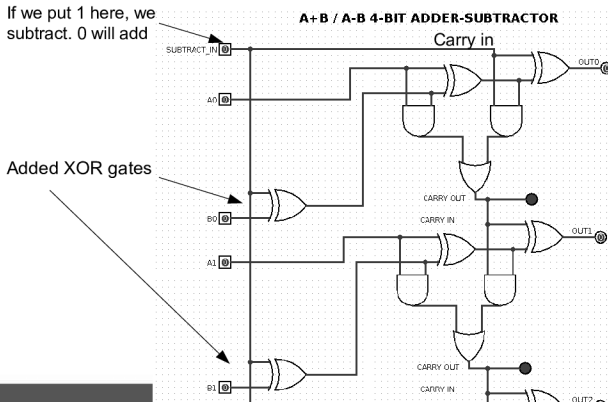 If we put 1 here, we
subtract. 0 will add
A+B / A-B 4-BIT ADDER-SUBTRACTOR
SUBTRACT_IN
Carry in
OUT0
A0
Added XOR gates
CARRY OUT
B0
CARRY IN
OUT1
A1
CARRY OUT
B1
CARRY IN
OUT2